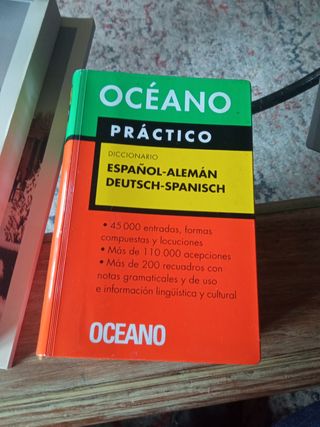 OCÉANO
PRÁCTICO
DICCIONARIO
ESPAÑOL-ALEMÁN
DEUTSCH-SPANISCH
• 45 000 entradas, formas
compuestas y locuciones
• Más de 110 000 acepciones
• Más de 200 recuadros con
notas gramaticales y de uso
e información lingüística y cultural
OCEANO